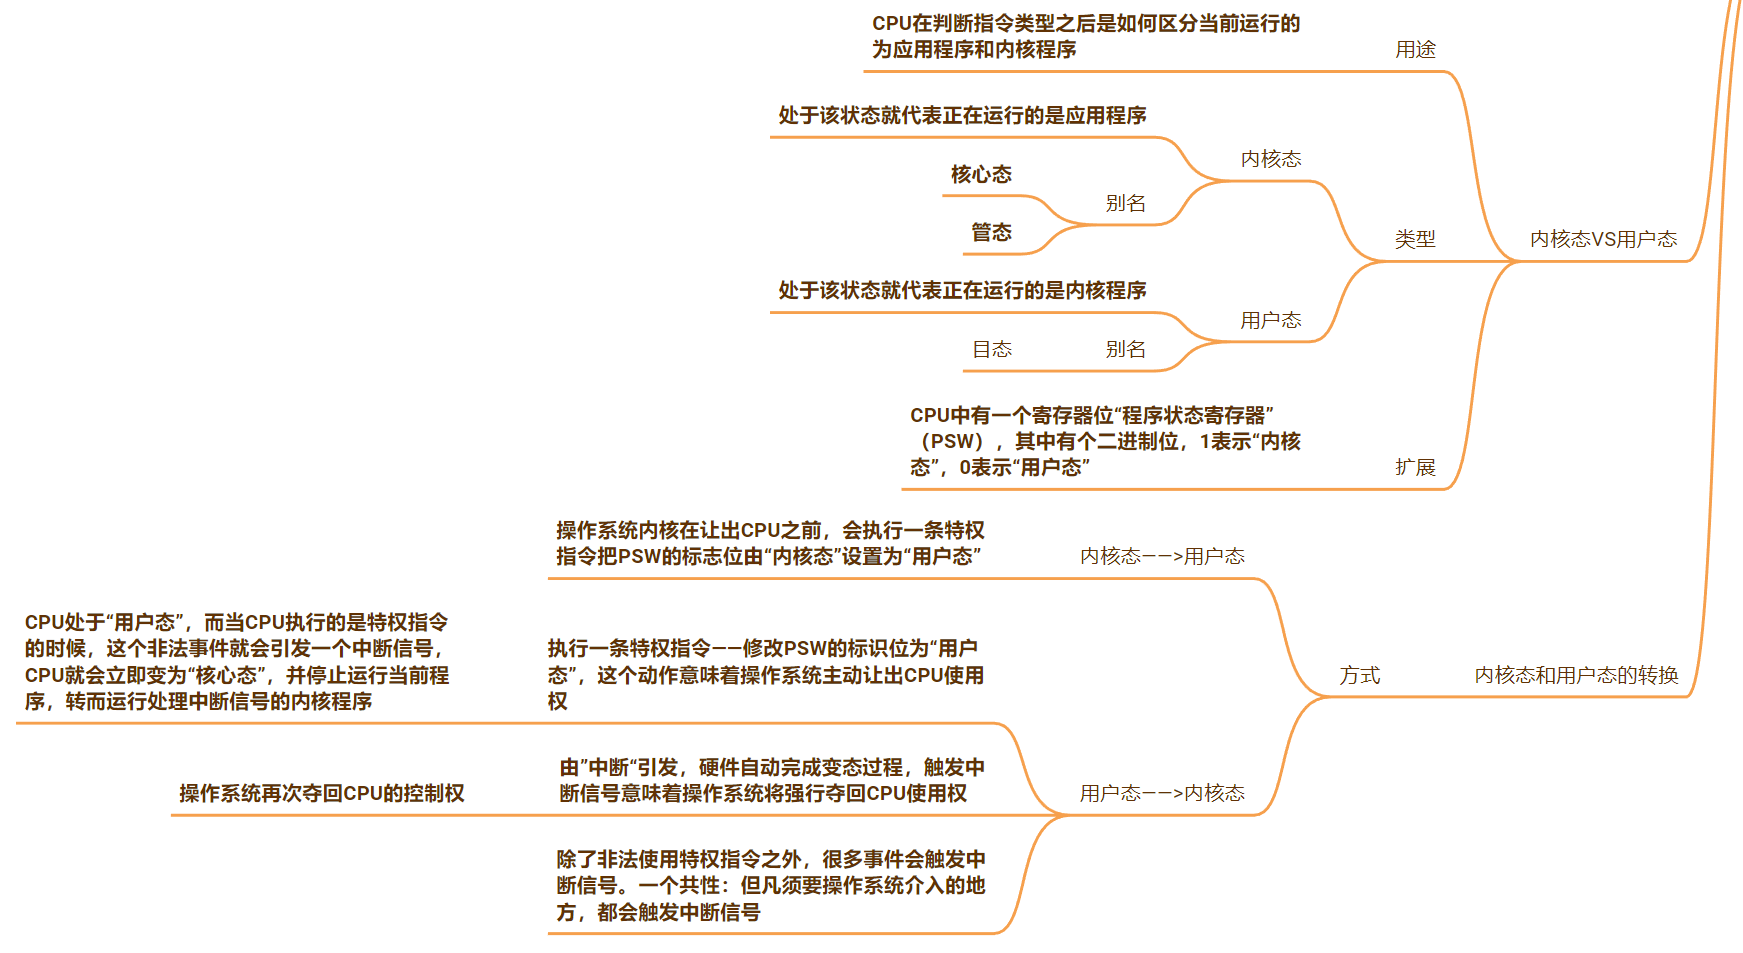 CPU在判断指令类型之后是如何区分当前运行的
为应用程序和内核程序
用途
处于该状态就代表正在运行的是应用程序
内核态
核心态
别名
管态
类型
内核态VS用户态
处于该状态就代表正在运行的是内核程序
用户态
目态
别名
CPU中有一个寄存器位“程序状态寄存器”
（PSW），其中有个二进制位，1表示“内核
态”，0表示“用户态”
扩展
操作系统内核在让出CPU之前，会执行一条特权
指令把PSW的标志位由“内核态”设置为“用户态”
内核态——>用户态
CPU处于“用户态”，而当CPU执行的是特权指令
的时候，这个非法事件就会引发一个中断信号，
CPU就会立即变为“核心态”，并停止运行当前程
序，转而运行处理中断信号的内核程序
执行一条特权指令——修改PSW的标识位为“用户
态”，这个动作意味着操作系统主动让出CPU使用
权
方式
内核态和用户态的转换
操作系统再次夺回CPU的控制权
由”中断“引发，硬件自动完成变态过程，触发中
断信号意味着操作系统将强行夺回CPU使用权
用户态——>内核态
除了非法使用特权指令之外，很多事件会触发中
断信号。一个共性：但凡须要操作系统介入的地
方，都会触发中断信号